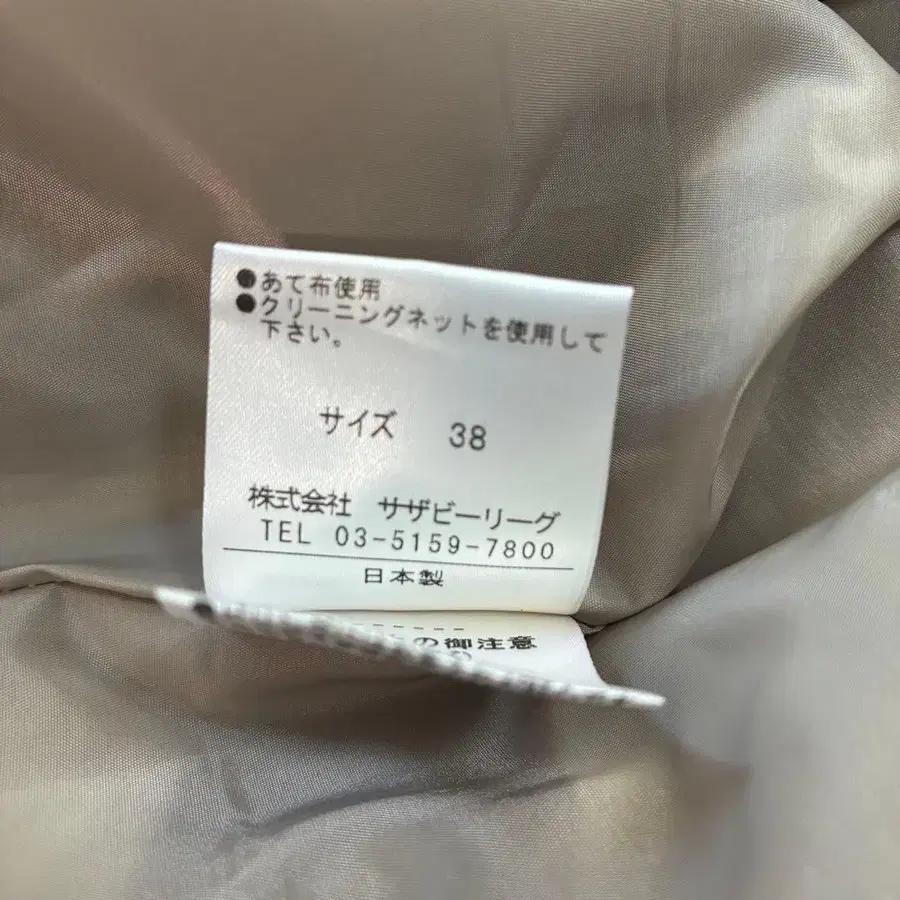 ●あて布使用
●クリーニングネットを使用して
下さい。
サイズ 38
株式会社 サザビーリーグ
TEL 03-5159-7800
日本製
の御注意